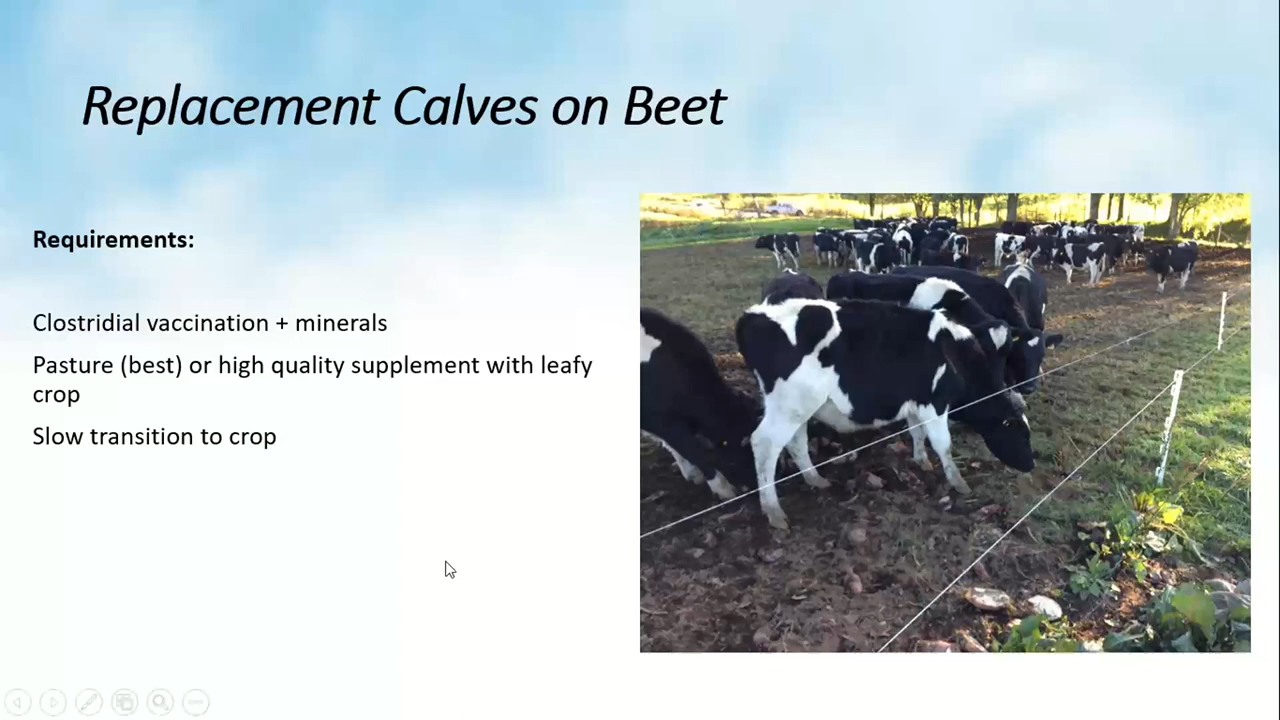 Replacement Calves on Beet
Requirements:
Clostridial vaccination + minerals
Pasture (best) or high quality supplement with leafy
crop
Slow transition to crop